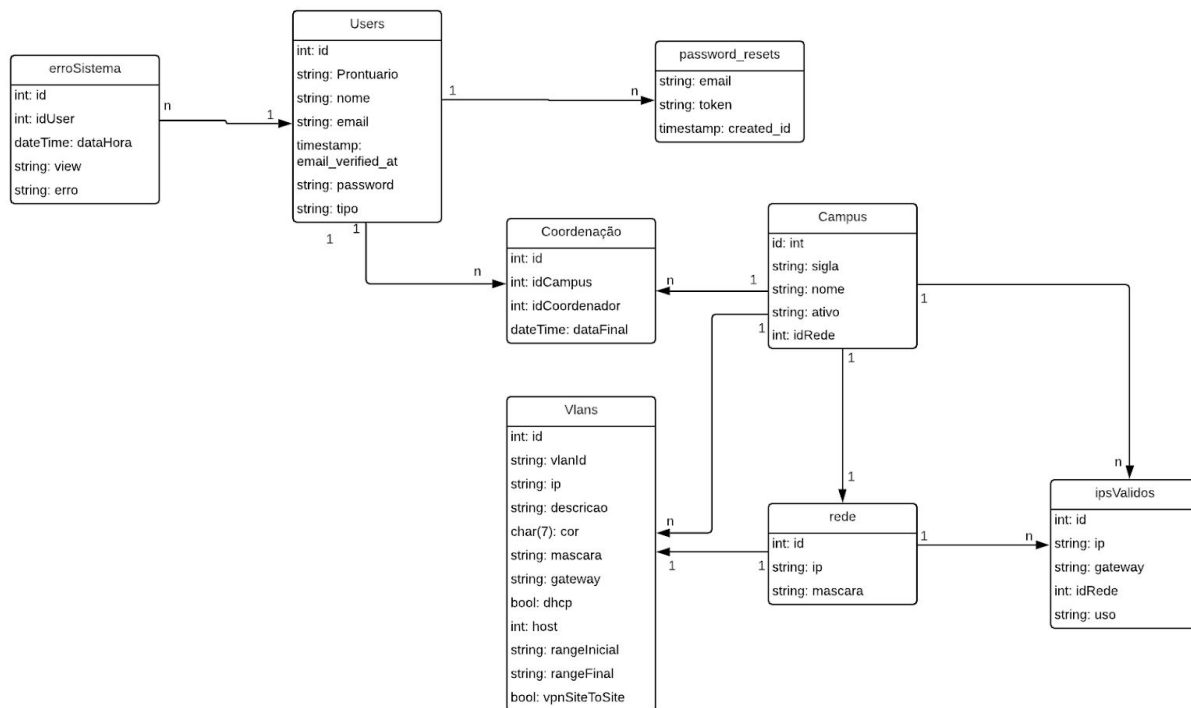 erroSistema
int: id
int: idUser
dateTime: dataHora
string: view
string: erro
n
1
Users
int: id
string: Prontuario
string: nome
string: email
timestamp:
email_verified_at
string: password
string: tipo
1
n
1
1
n
password_resets
string: email
string: token
timestamp: created_id
Coordenação
int: id
int: idCampus
int: idCoordenador
dateTime: dataFinal
n
1
Campus
id: int
string: sigla
nome: string: nome
string: ativo
int: idRede
1
1
1
n
1
n
Vlans
int: id
string: vlanId
string: ip
string: descricao
char(7): cor
string: mascara
string: gateway
bool: dhcp
int: host
string: rangeInicial
string: rangeFinal
bool: vpnSiteToSite
1
1
rede
int: id
string: ip
string: mascara
1
n
ipsValidos
int: id
string: ip
string: gateway
int: idRede
string: uso